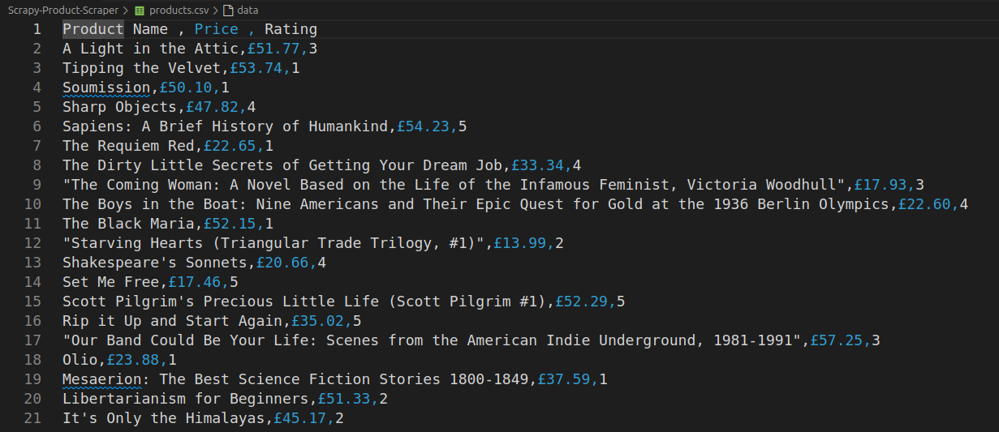 Scrapy-Product-Scraper > products.csv > data
1 Product Name , Price , Rating
2 A Light in the Attic,£51.77,3
3 Tipping the Velvet,£53.74,1
4 Soumission,£50.10,1
5 Sharp Objects,£47.82,4
6 Sapiens: A Brief History of Humankind,£54.23,5
7 The Requiem Red,£22.65,1
8 The Dirty Little Secrets of Getting Your Dream Job,£33.34,4
9 "The Coming Woman: A Novel Based on the Life of the Infamous Feminist, Victoria Woodhull",£17.93,3
10 The Boys in the Boat: Nine Americans and Their Epic Quest for Gold at the 1936 Berlin Olympics,£22.60,4
11 The Black Maria,£52.15,1
12 "Starving Hearts (Triangular Trade Trilogy, #1)",£13.99,2
13 Shakespeare's Sonnets,£20.66,4
14 Set Me Free,£17.46,5
15 Scott Pilgrim's Precious Little Life (Scott Pilgrim #1),£52.29,5
16 Rip it Up and Start Again,£35.02,5
17 "Our Band Could Be Your Life: Scenes from the American Indie Underground, 1981-1991",£57.25,3
18 Olio,£23.88,1
19 Mesaerion: The Best Science Fiction Stories 1800-1849,£37.59,1
20 Libertarianism for Beginners,£51.33,2
21 It's Only the Himalayas,£45.17,2